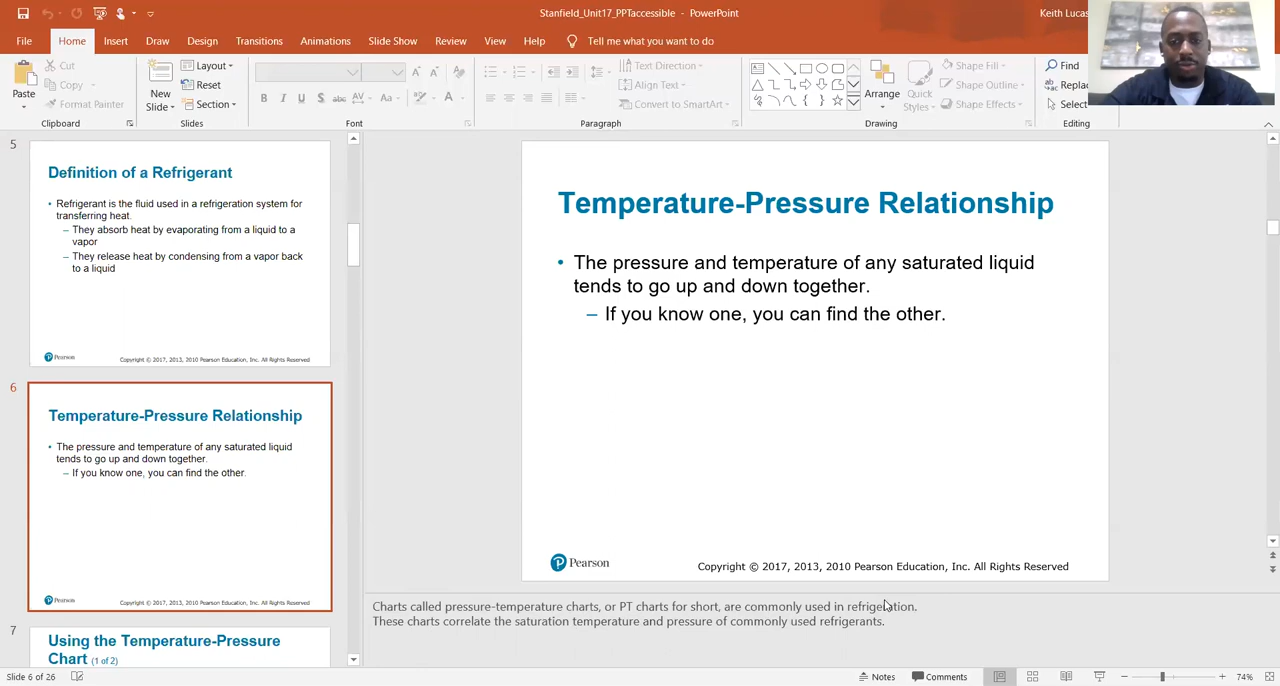 Stanfield_Unit17_PPTaccessible - PowerPoint
Keith Lucas
File Home Insert Draw Design Transitions Animations Slide Show Review View Help Tell me what you want to do
Paste
Cut
Copy
Format Painter
Clipboard
New
Slide
Layout
Reset
Section
Slides
B I U S abc AV Aa A
Font
Text Direction
Align Text
Convert to SmartArt
Paragraph
Arrange
Quick
Styles
Shape Fill
Shape Outline
Shape Effects
Drawing
Find
Replac
Select
Editing
5
Definition of a Refrigerant
• Refrigerant is the fluid used in a refrigeration system for
transferring heat.
– They absorb heat by evaporating from a liquid to a
vapor
– They release heat by condensing from a vapor back
to a liquid
Pearson
Copyright © 2017, 2013, 2010 Pearson Education, Inc. All Rights Reserved
6
Temperature-Pressure Relationship
• The pressure and temperature of any saturated liquid
tends to go up and down together.
– If you know one, you can find the other.
Pearson
Copyright © 2017, 2013, 2010 Pearson Education, Inc. All Rights Reserved
7
Using the Temperature-Pressure
Chart (1 of 2)
Temperature-Pressure Relationship
• The pressure and temperature of any saturated liquid
tends to go up and down together.
– If you know one, you can find the other.
Pearson
Copyright © 2017, 2013, 2010 Pearson Education, Inc. All Rights Reserved
Charts called pressure-temperature charts, or PT charts for short, are commonly used in refrigeration.
These charts correlate the saturation temperature and pressure of commonly used refrigerants.
Slide 6 of 26
Notes
Comments
74%